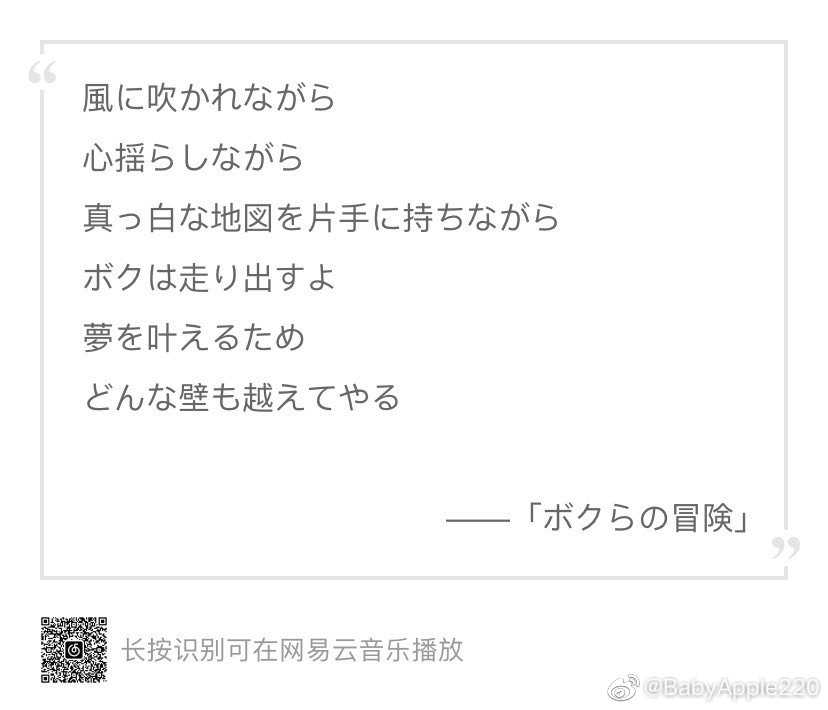 “
風に吹かれながら
心揺らしながら
真っ白な地図を片手に持ちながら
ボクは走り出すよ
夢を叶えるため
どんな壁も越えてやる
——「ボクらの冒険」
”
长按识别可在网易云音乐播放
@BabyApple220